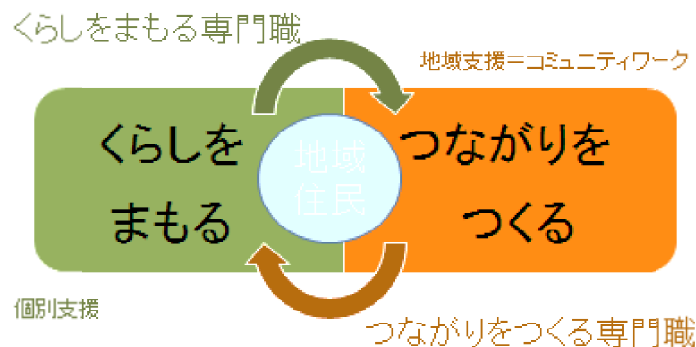 くらしをまもる専門職
地域支援＝コミュニティワーク
くらしを
まもる
地域
住民
つながりを
つくる
個別支援
つながりをつくる専門職